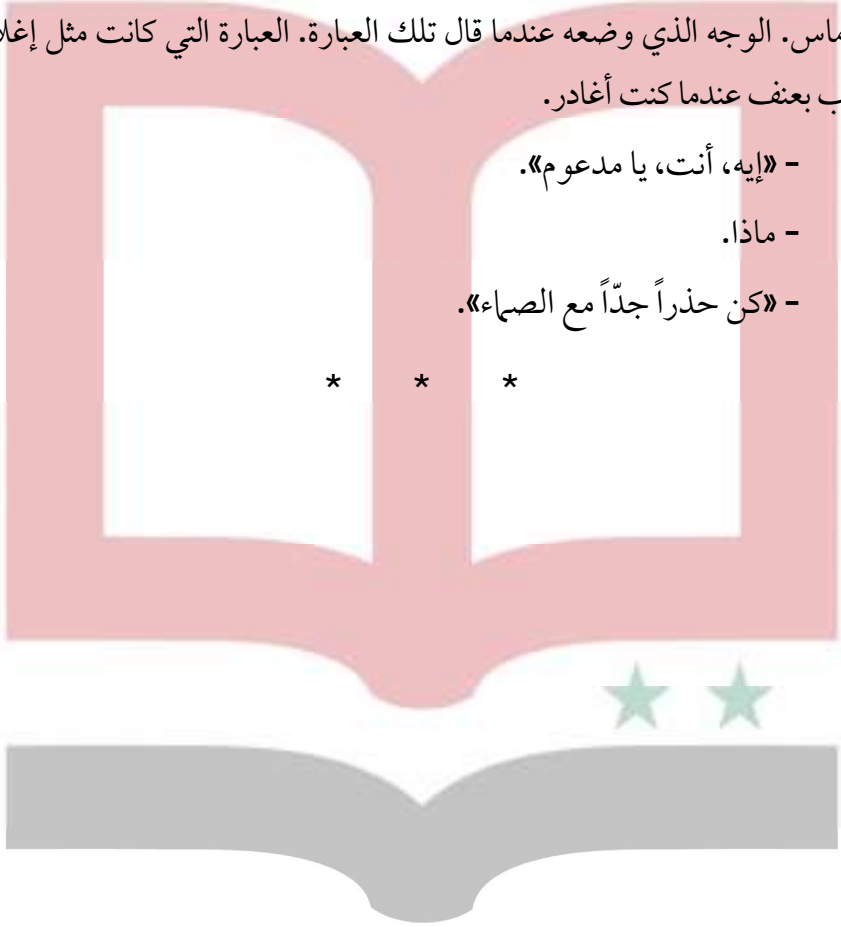 ماس. الوجه الذي وضعه عندما قال تلك العبارة. العبارة التي كانت مثل إغلا
ب بعنف عندما كنت أغادر.
- «إيه، أنت، يا مدعوم».
- ماذا.
- «كن حذراً جدّاً مع الصماء».
* * *